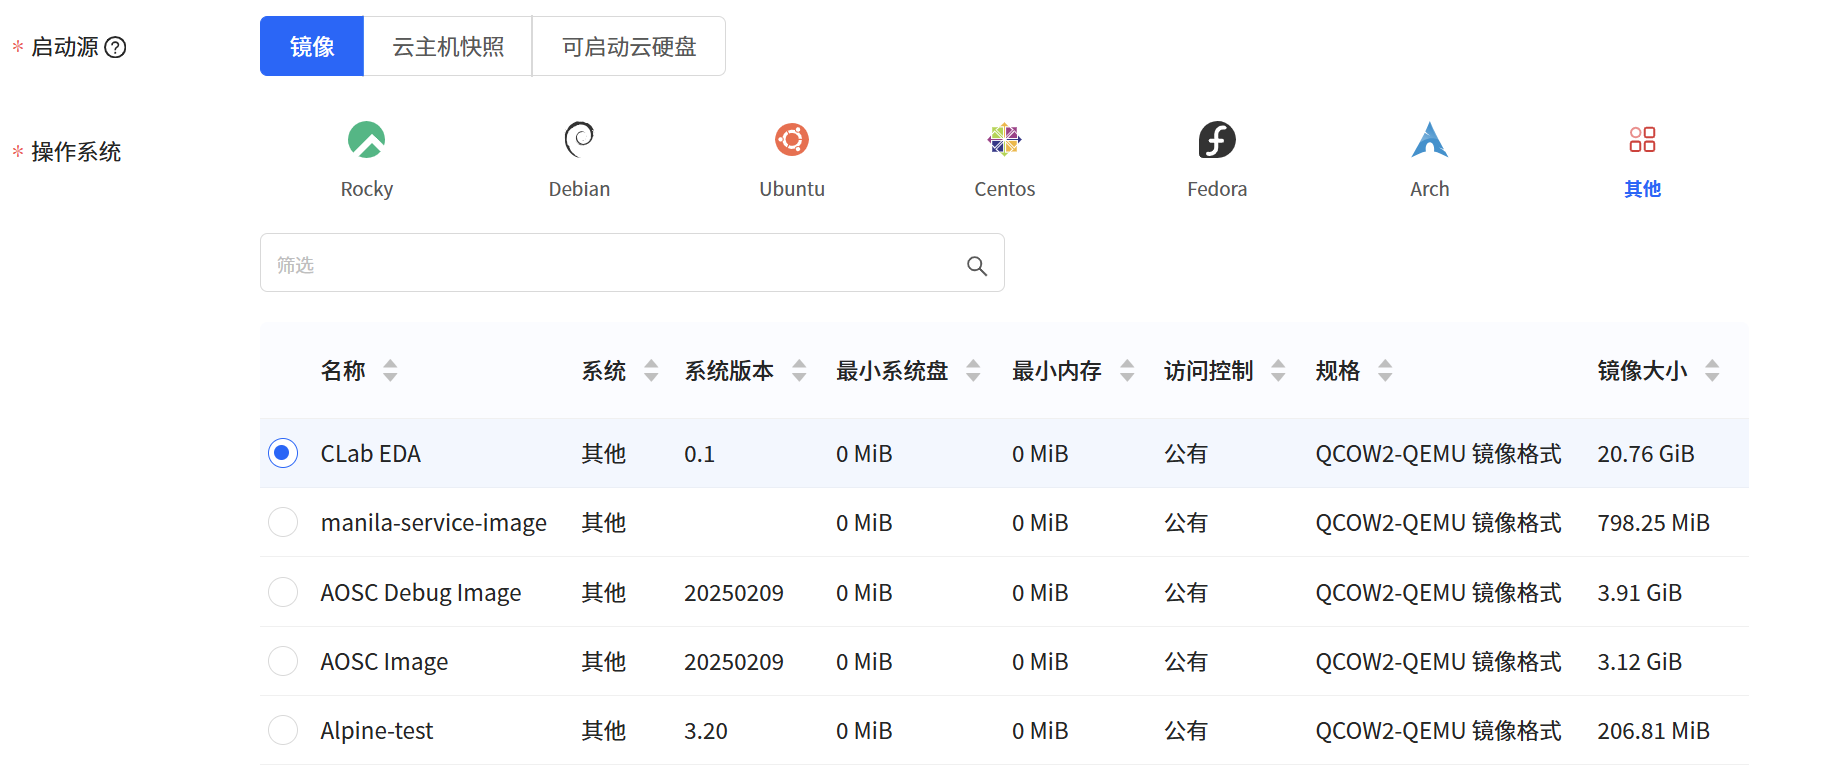 * 启动源 ? 镜像 云主机快照 可启动云硬盘
* 操作系统
Rocky Debian Ubuntu Centos Fedora Arch 其他
筛选
名称 系统 系统版本 最小系统盘 最小内存 访问控制 规格 镜像大小
CLab EDA 其他 0.1 0 MiB 0 MiB 公有 QCOW2-QEMU 镜像格式 20.76 GiB
manila-service-image 其他 0 MiB 0 MiB 公有 QCOW2-QEMU 镜像格式 798.25 MiB
AOSC Debug Image 其他 20250209 0 MiB 0 MiB 公有 QCOW2-QEMU 镜像格式 3.91 GiB
AOSC Image 其他 20250209 0 MiB 0 MiB 公有 QCOW2-QEMU 镜像格式 3.12 GiB
Alpine-test 其他 3.20 0 MiB 0 MiB 公有 QCOW2-QEMU 镜像格式 206.81 MiB